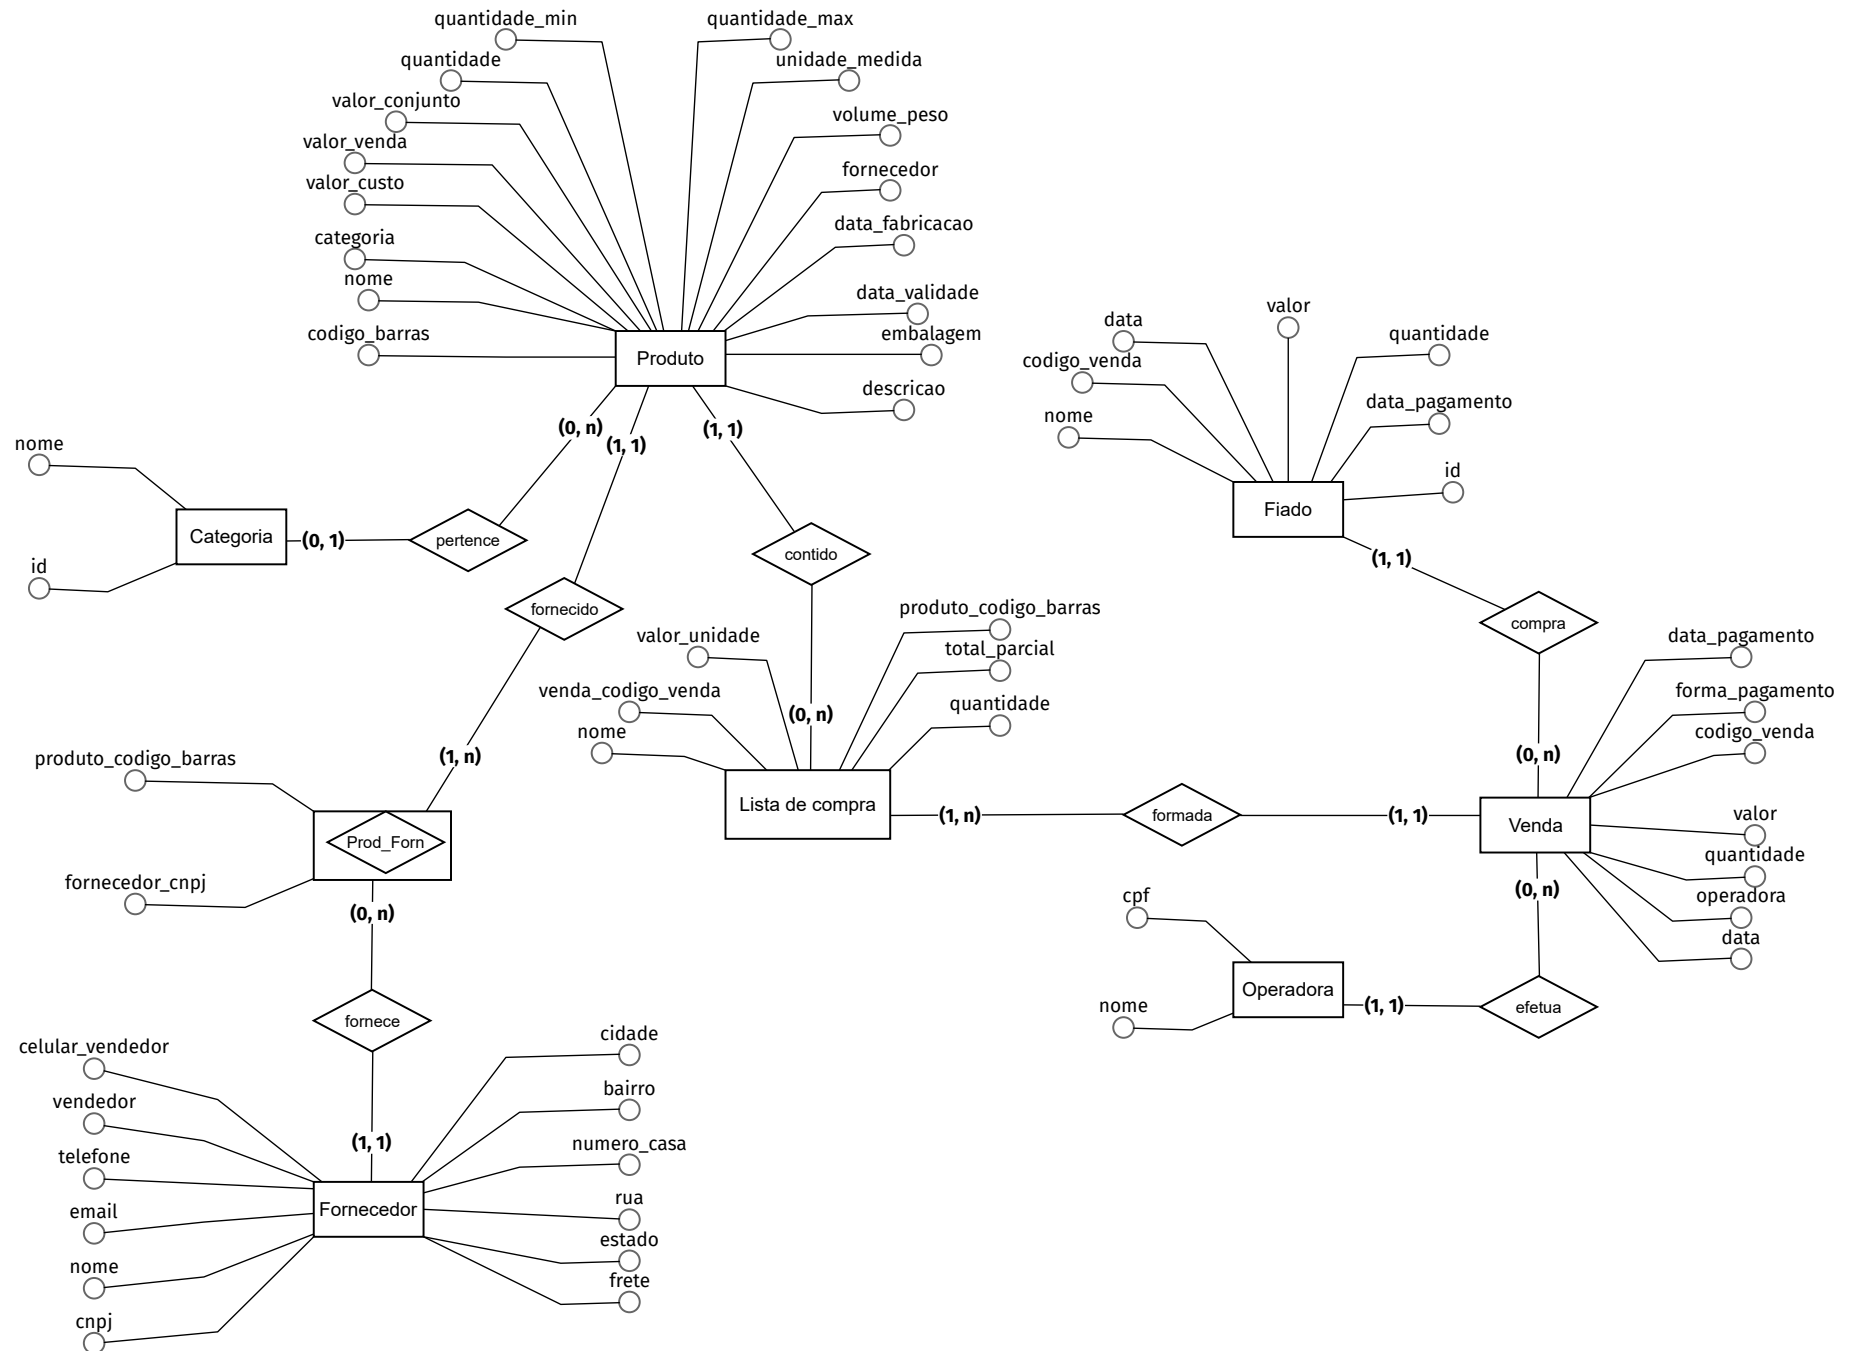 quantidade_min
quantidade_max
quantidade
unidade_medida
valor_conjunto
volume_peso
valor_venda
fornecedor
valor_custo
data_fabricacao
categoria
nome
data_validade
codigo_barras
embalagem
Produto
descricao
(0, n)
(1, 1)
(1, 1)
data
valor
quantidade
codigo_venda
data_pagamento
nome
id
Fiado
(1, 1)
nome
Categoria
id
(0, 1)
pertence
contido
fornecido
compra
produto_codigo_barras
valor_unidade
total_parcial
venda_codigo_venda
quantidade
nome
(0, n)
Lista de compra
(1, n)
formada
(1, 1)
data_pagamento
forma_pagamento
codigo_venda
(0, n)
Venda
valor
quantidade
operadora
data
(0, n)
(1, n)
produto_codigo_barras
Prod_Forn
fornecedor_cnpj
(0, n)
cpf
Operadora
nome
(1, 1)
efetua
fornece
celular_vendedor
cidade
vendedor
bairro
(1, 1)
telefone
numero_casa
email
rua
Fornecedor
nome
estado
frete
cnpj